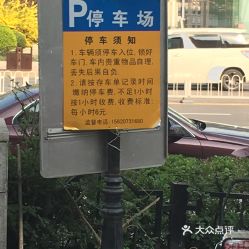 P停车场
停车须知
1.车辆须停车入位,锁好
车门,车内贵重物品自理,
丢失后果自负
2.请按存车单记录时间
缴纳停车费,不足1小时
按1小时收费,收费标准:
每小时6元
监督电话:15620731680
大众点评